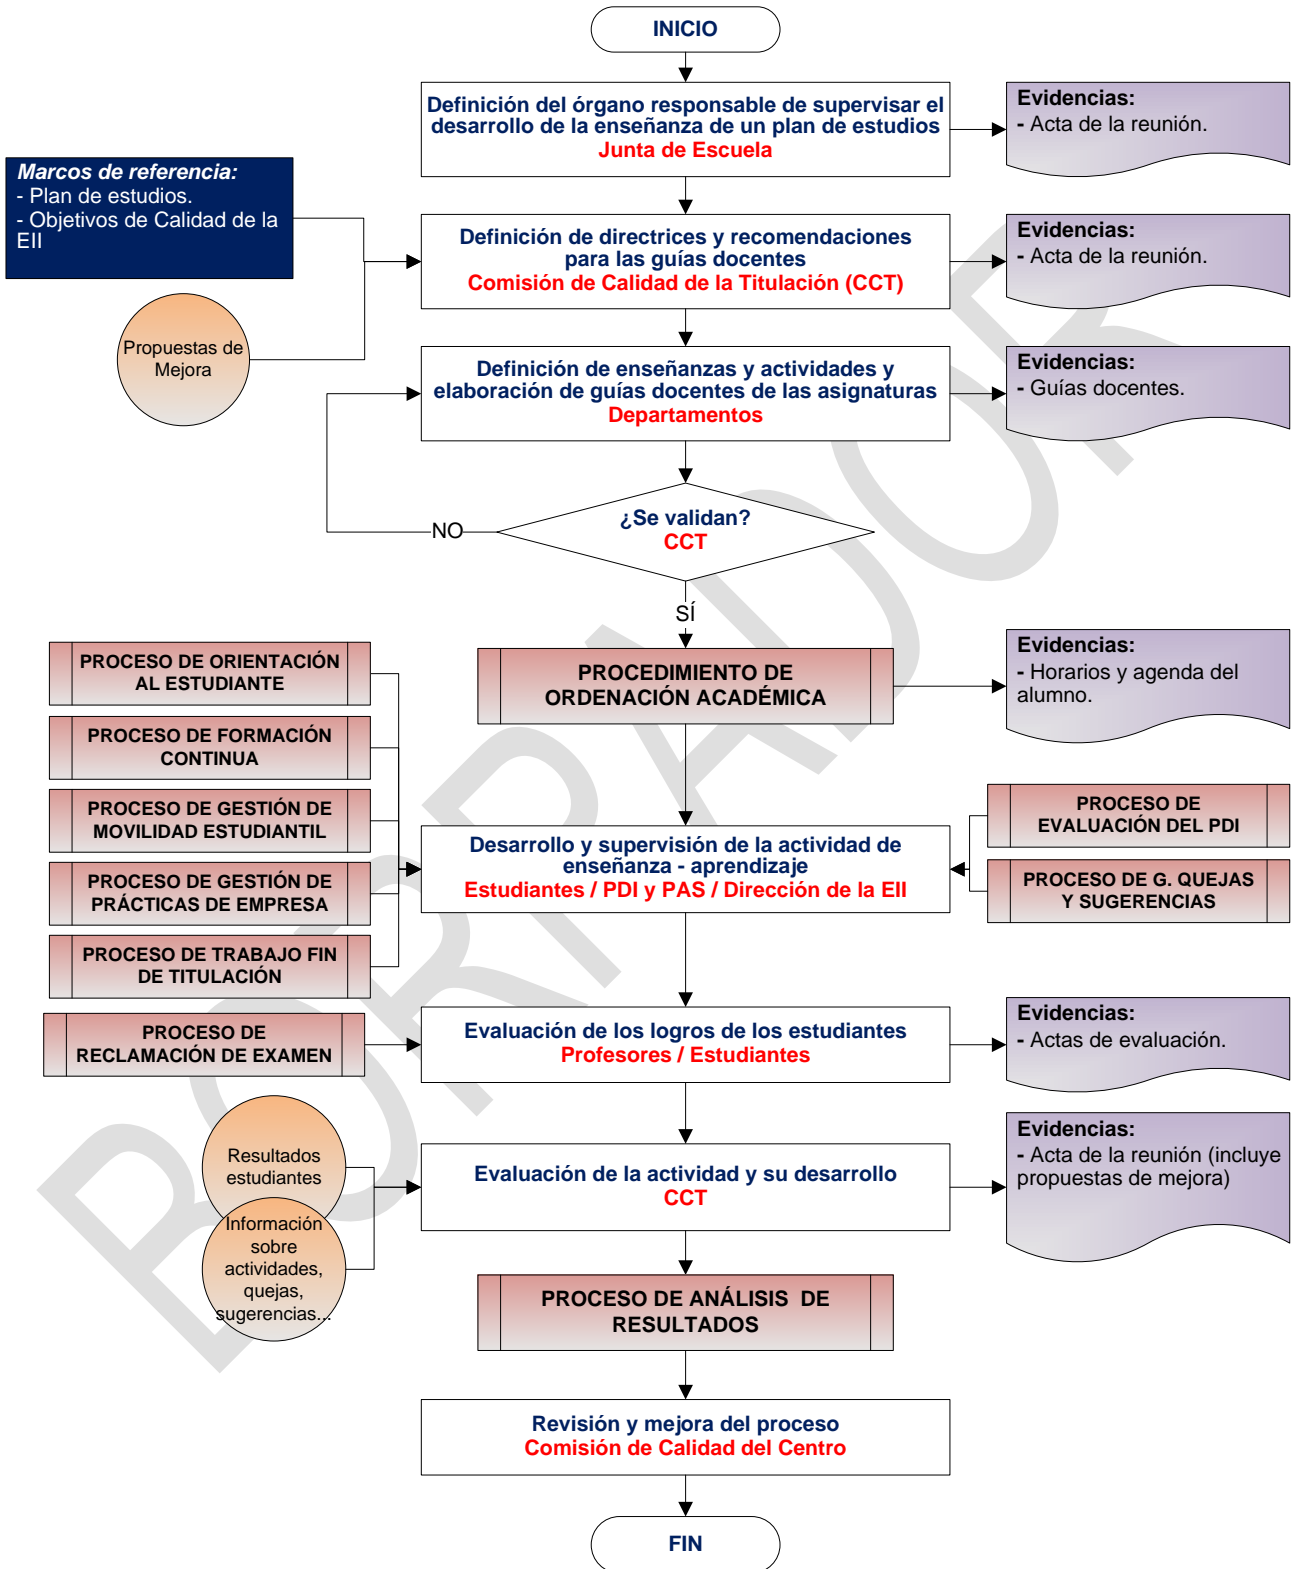 INICIO
Definición del órgano responsable de supervisar el
desarrollo de la enseñanza de un plan de estudios
Junta de Escuela
Evidencias:
- Acta de la reunión.
Marcos de referencia:
- Plan de estudios.
- Objetivos de Calidad de la
EII
Definición de directrices y recomendaciones
para las guías docentes
Comisión de Calidad de la Titulación (CCT)
Evidencias:
- Acta de la reunión.
Propuestas de
Mejora
Definición de enseñanzas y actividades y
elaboración de guías docentes de las asignaturas
Departamentos
Evidencias:
- Guías docentes.
¿Se validan?
CCT
NO
SÍ
PROCEDIMIENTO DE
ORDENACIÓN ACADÉMICA
Evidencias:
- Horarios y agenda del
alumno.
PROCESO DE ORIENTACIÓN
AL ESTUDIANTE
PROCESO DE FORMACIÓN
CONTINUA
PROCESO DE GESTIÓN DE
MOVILIDAD ESTUDIANTIL
PROCESO DE GESTIÓN DE
PRÁCTICAS DE EMPRESA
PROCESO DE TRABAJO FIN
DE TITULACIÓN
Desarrollo y supervisión de la actividad de
enseñanza - aprendizaje
Estudiantes / PDI y PAS / Dirección de la EII
PROCESO DE
EVALUACIÓN DEL PDI
PROCESO DE G. QUEJAS
Y SUGERENCIAS
PROCESO DE
RECLAMACIÓN DE EXAMEN
Evaluación de los logros de los estudiantes
Profesores / Estudiantes
Evidencias:
- Actas de evaluación.
Resultados
estudiantes
Información
sobre
actividades,
quejas,
sugerencias...
Evaluación de la actividad y su desarrollo
CCT
Evidencias:
- Acta de la reunión (incluye
propuestas de mejora)
PROCESO DE ANÁLISIS DE
RESULTADOS
Revisión y mejora del proceso
Comisión de Calidad del Centro
FIN
BORRADOR